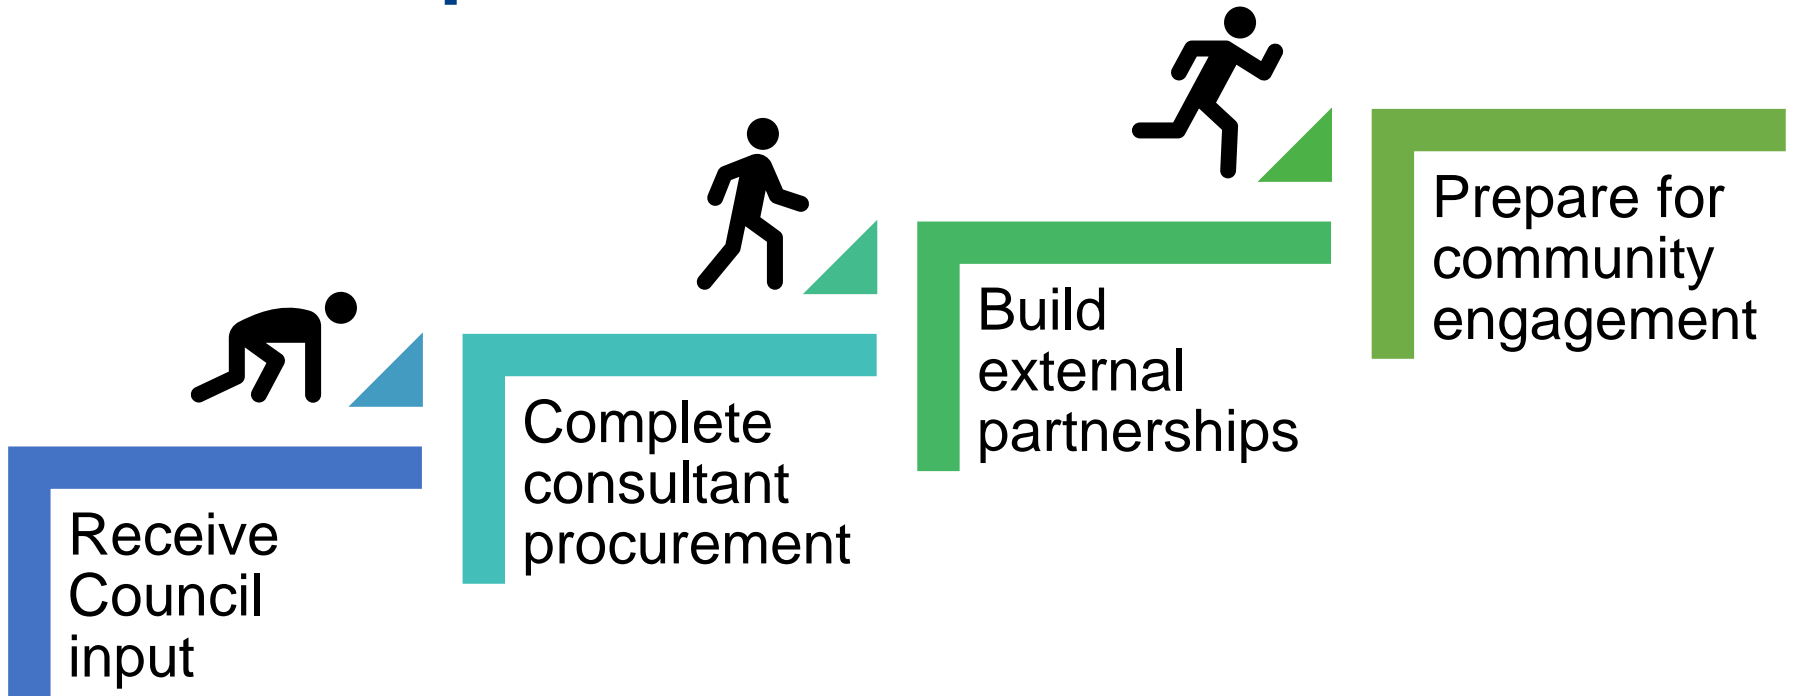 Receive
Council
input
Complete
consultant
procurement
Build
external
partnerships
Prepare for
community
engagement